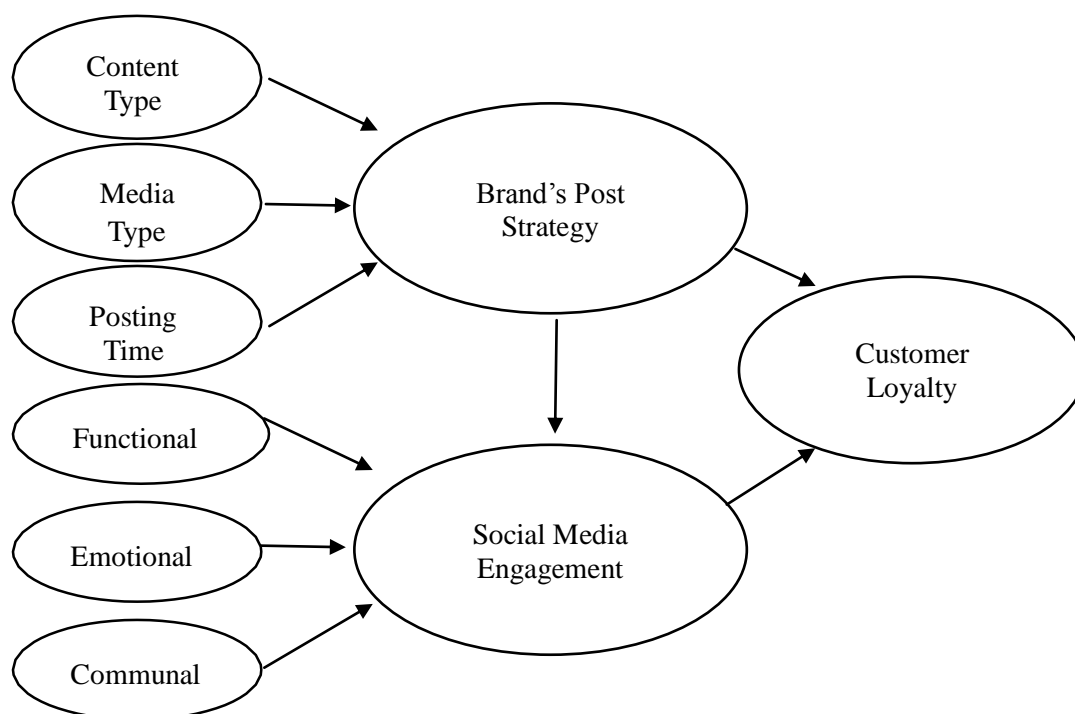 Content
Type
Media
Type
Posting
Time
Functional
Emotional
Communal
Brand’s Post
Strategy
Social Media
Engagement
Customer
Loyalty